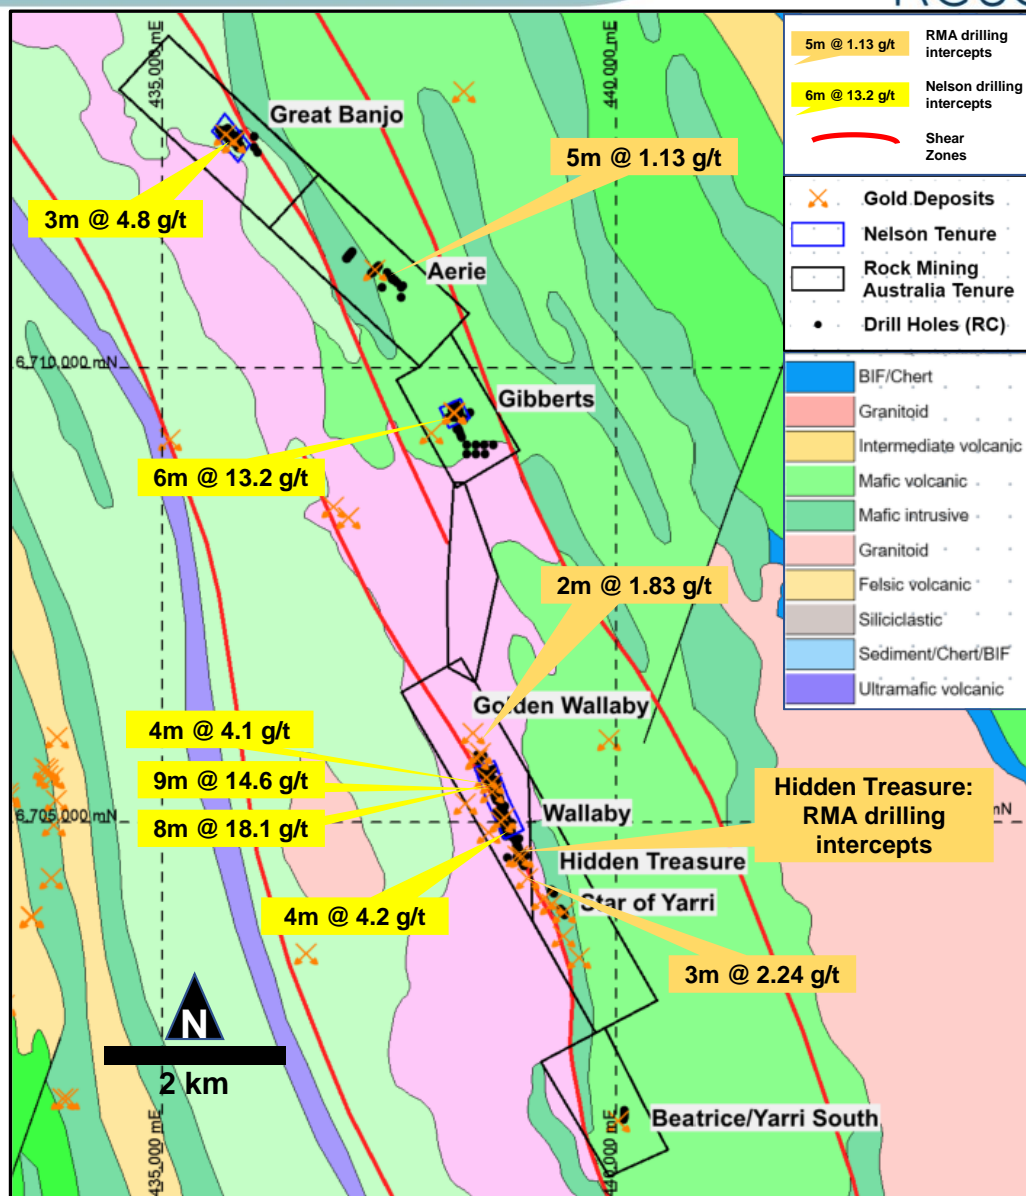 5m @ 1.13 g/t
RMA drilling
intercepts
6m @ 13.2 g/t
Nelson drilling
intercepts
Shear
Zones
Gold Deposits
Nelson Tenure
Rock Mining
Australia Tenure
Drill Holes (RC)
BIF/Chert
Granitoid
Intermediate volcanic
Mafic volcanic
Mafic intrusive
Granitoid
Felsic volcanic
Siliciclastic
Sediment/Chert/BIF
Ultramafic volcanic
435,000 mE
440,000 mE
Great Banjo
5m @ 1.13 g/t
3m @ 4.8 g/t
Aerie
6,710,000 mN
Gibberts
6m @ 13.2 g/t
2m @ 1.83 g/t
Golden Wallaby
4m @ 4.1 g/t
9m @ 14.6 g/t
8m @ 18.1 g/t
Hidden Treasure:
RMA drilling
intercepts
6,705,000 mN
Wallaby
mN
Hidden Treasure
Star of Yarri
4m @ 4.2 g/t
3m @ 2.24 g/t
N
2 km
Beatrice/Yarri South
435,000 mE
440,000 mE